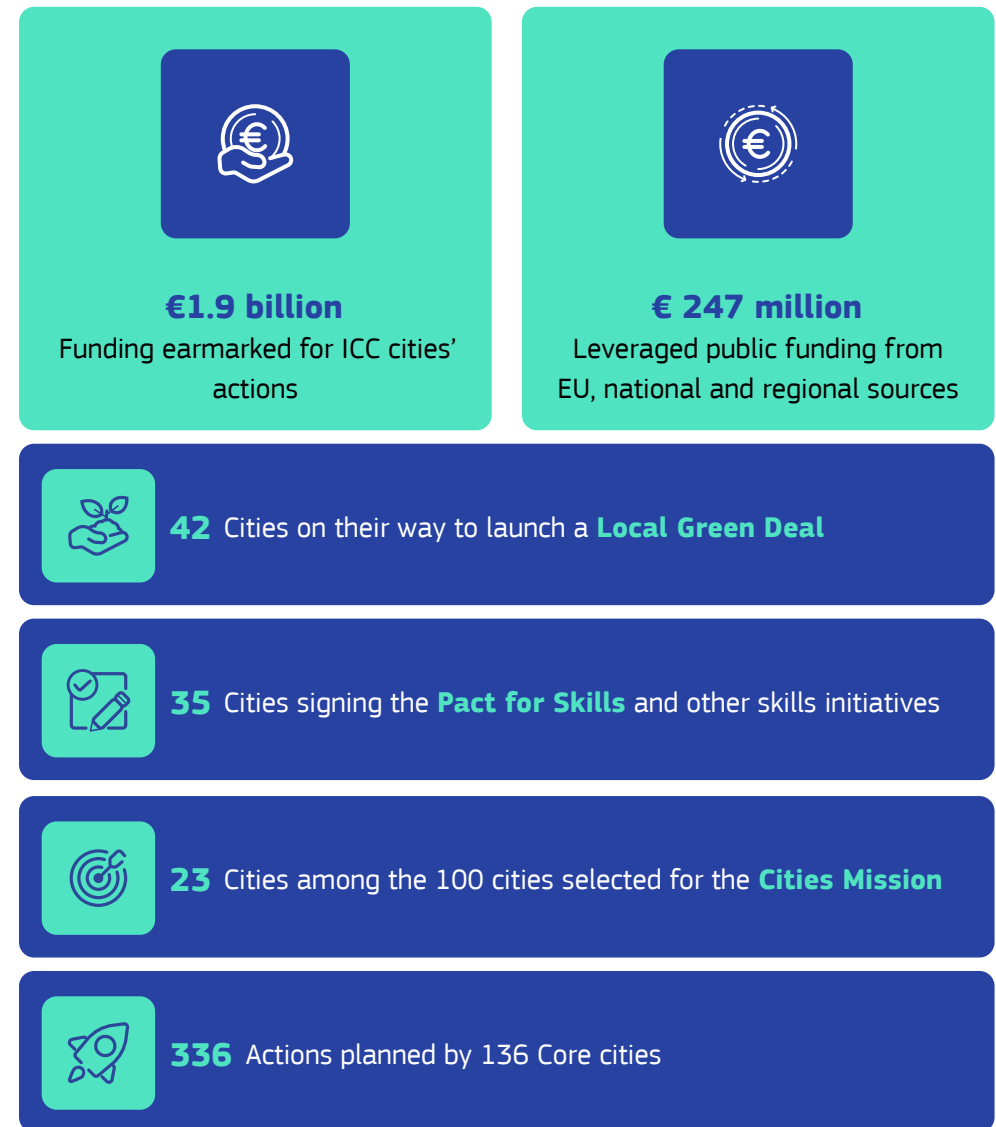 €1.9 billion
Funding earmarked for ICC cities’
actions
€ 247 million
Leveraged public funding from
EU, national and regional sources
42 Cities on their way to launch a Local Green Deal
35 Cities signing the Pact for Skills and other skills initiatives
23 Cities among the 100 cities selected for the Cities Mission
336 Actions planned by 136 Core cities